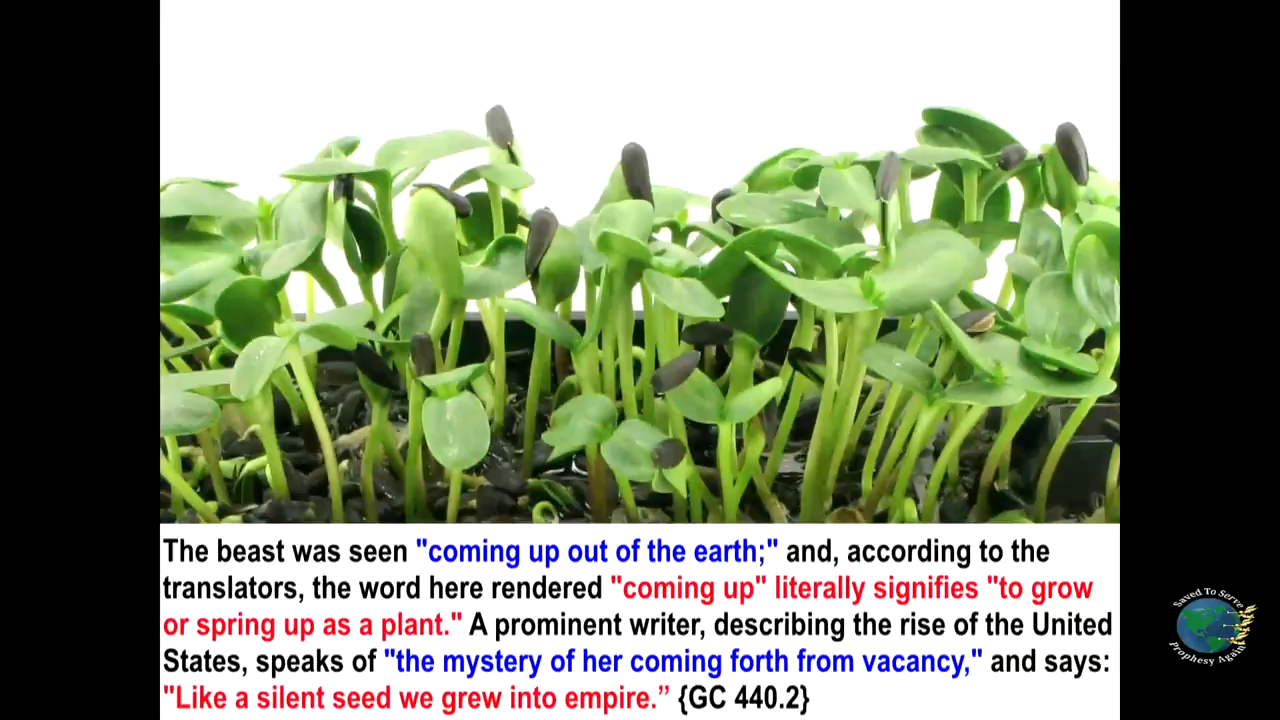 The beast was seen "coming up out of the earth;" and, according to the
translators, the word here rendered "coming up" literally signifies "to grow
or spring up as a plant." A prominent writer, describing the rise of the United
States, speaks of "the mystery of her coming forth from vacancy," and says:
"Like a silent seed we grew into empire.” {GC 440.2}
Saved To Serve
Prophesy Again